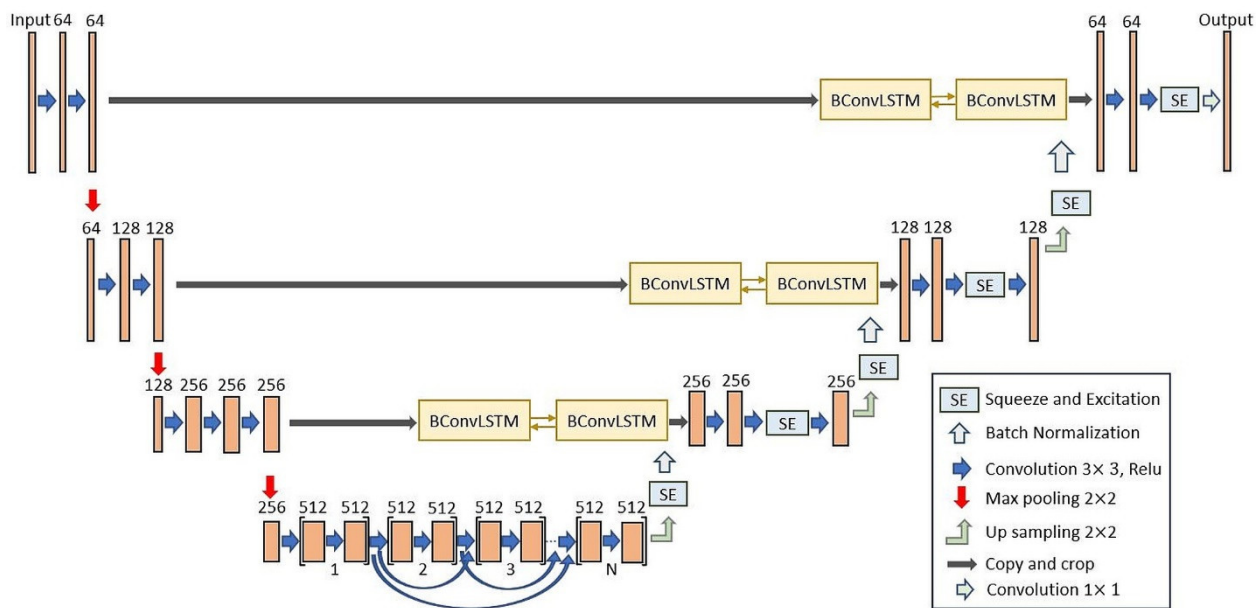 Input 64 64
64 64 Output
BConvLSTM BConvLSTM SE
SE
64 128 128
128 128 128
BConvLSTM BConvLSTM SE
SE
128 256 256 256
256 256 256
BConvLSTM BConvLSTM SE
SE
256 512 512 512 512 512 512 ... 512 512
1 2 3 N
SE Squeeze and Excitation
Batch Normalization
Convolution 3× 3, Relu
Max pooling 2×2
Up sampling 2×2
Copy and crop
Convolution 1× 1